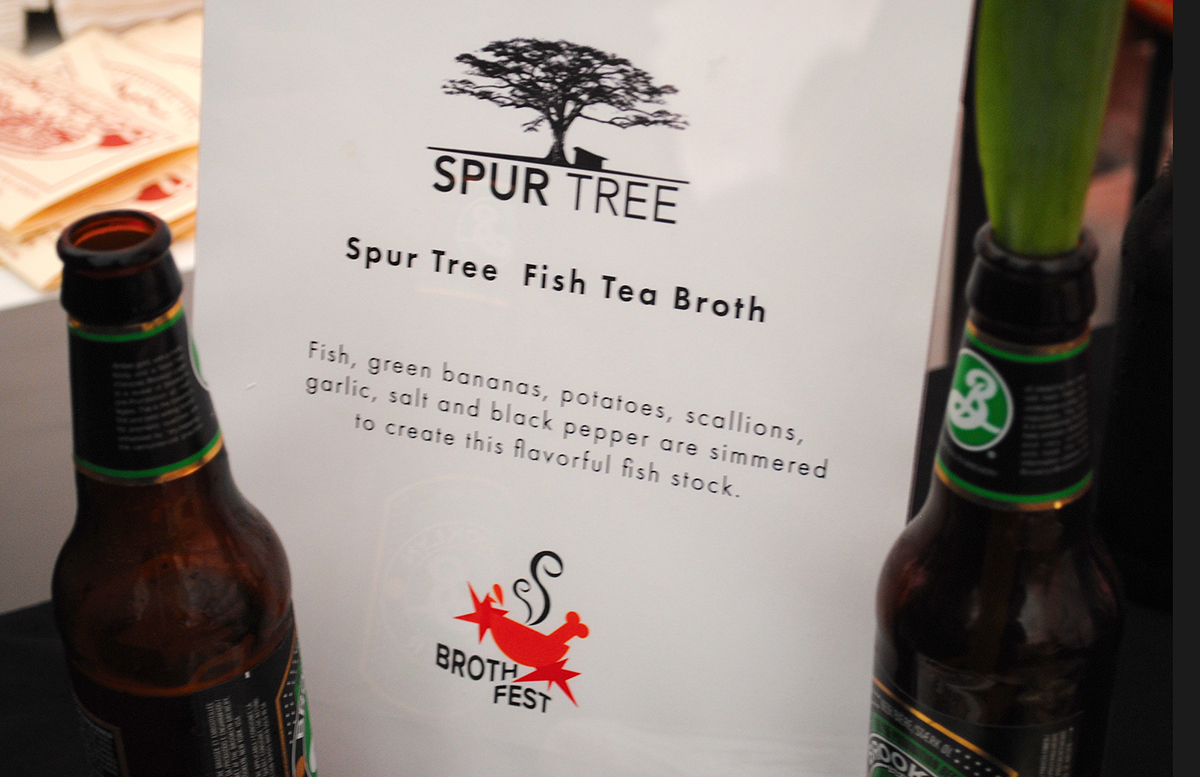 SPUR TREE
Spur Tree Fish Tea Broth
Fish, green bananas, potatoes, scallions,
garlic, salt and black pepper are simmered
to create this flavorful fish stock.
BROTH
FEST
B